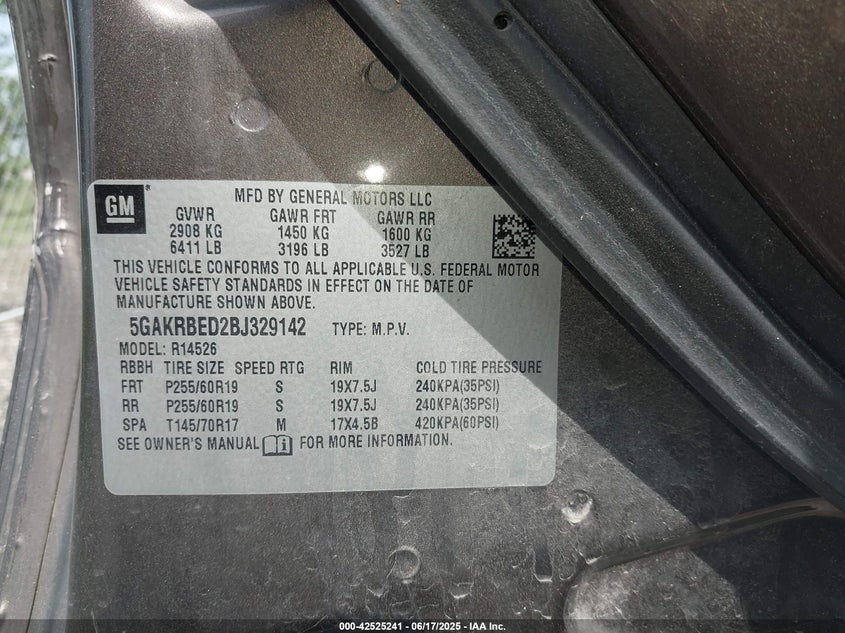 GM
MFD BY GENERAL MOTORS LLC
GVWR GAWR FRT GAWR RR
2908 KG 1450 KG 1600 KG
6411 LB 3196 LB 3527 LB
THIS VEHICLE CONFORMS TO ALL APPLICABLE U.S. FEDERAL MOTOR
VEHICLE SAFETY STANDARDS IN EFFECT ON THE DATE OF
MANUFACTURE SHOWN ABOVE.
5GAKRBED2BJ329142 TYPE: M.P.V.
MODEL: R14526
RBBH TIRE SIZE SPEED RTG RIM COLD TIRE PRESSURE
FRT P255/60R19 S 19X7.5J 240KPA(35PSI)
RR P255/60R19 S 19X7.5J 240KPA(35PSI)
SPA T145/70R17 M 17X4.5B 420KPA(60PSI)
SEE OWNER'S MANUAL FOR MORE INFORMATION.
000-42525241 - 06/17/2025 - IAA Inc.